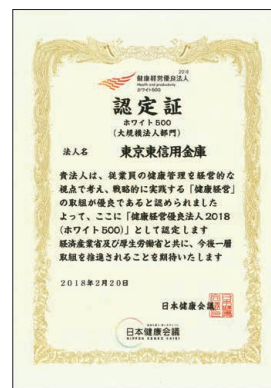 2018
健康経営優良法人
Health and productivity
ホワイト500
認定証
ホワイト500
(大規模法人部門)
法人名 東京東信用金庫
貴法人は、従業員の健康管理を経営的な
視点で考え、戦略的に実践する「健康経営」
の取組が優良であると認められました
よって、ここに「健康経営優良法人2018
(ホワイト500)」として認定します
経済産業省及び厚生労働省と共に、今後一層
取組を推進されることを期待いたします
2018年2月20日
日本健康会議
日本健康会議
NIPPON KENKO KAIGI